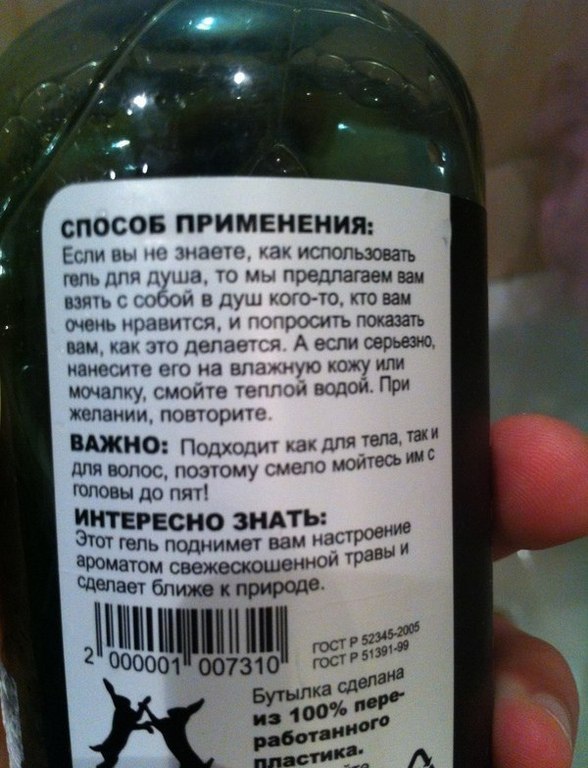 СПОСОБ ПРИМЕНЕНИЯ:
Если вы не знаете, как использовать
гель для душа, то мы предлагаем вам
взять с собой в душ кого-то, кто вам
очень нравится, и попросить показать
вам, как это делается. А если серьезно,
нанесите его на влажную кожу или
мочалку, смойте теплой водой. При
желании, повторите.
ВАЖНО: Подходит как для тела, так и
для волос, поэтому смело мойтесь им с
головы до пят!
ИНТЕРЕСНО ЗНАТЬ:
Этот гель поднимет вам настроение
ароматом свежескошенной травы и
сделает ближе к природе.
2 000001 007310
ГОСТ Р 52345-2005
ГОСТ Р 51391-99
Бутылка сделана
из 100% пере-
работанного
пластика.